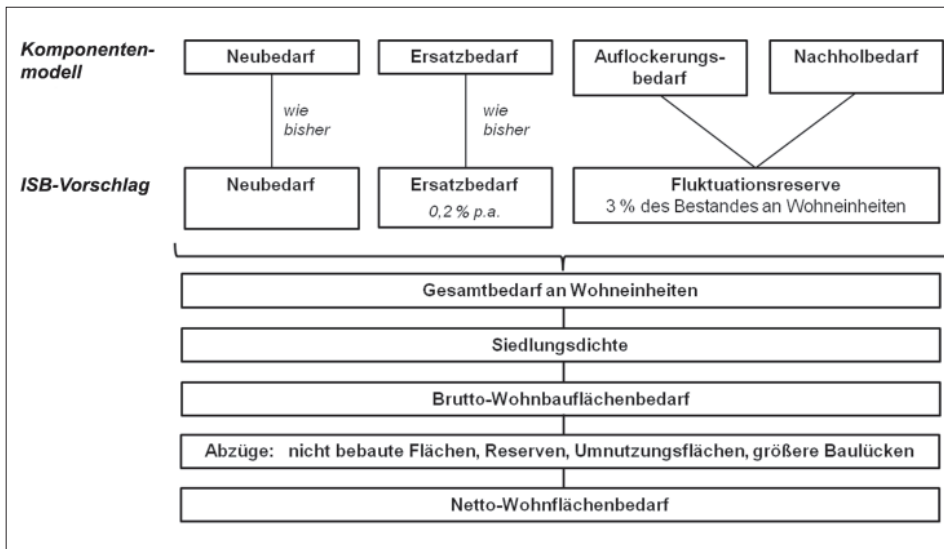 Komponenten-
modell
Neubedarf
Ersatzbedarf
Auflockerungs-
bedarf
Nachholbedarf
wie
bisher
wie
bisher
ISB-Vorschlag
Neubedarf
Ersatzbedarf
0,2 % p.a.
Fluktuationsreserve
3 % des Bestandes an Wohneinheiten
Gesamtbedarf an Wohneinheiten
Siedlungsdichte
Brutto-Wohnbauflächenbedarf
Abzüge: nicht bebaute Flächen, Reserven, Umnutzungsflächen, größere Baulücken
Netto-Wohnflächenbedarf